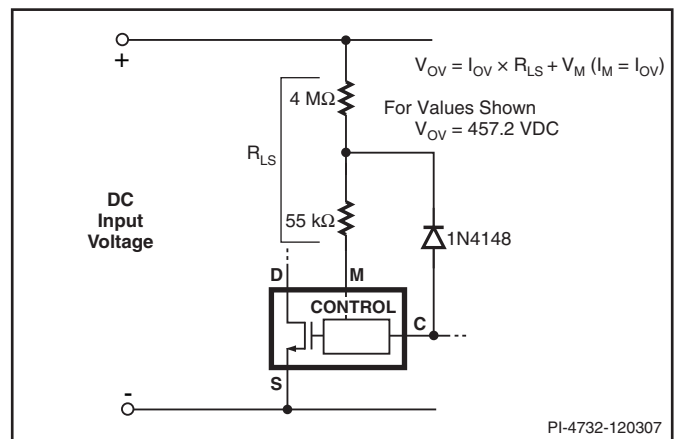 +
V_OV = I_OV × R_LS + V_M (I_M = I_OV)
4 MΩ
For Values Shown
V_OV = 457.2 VDC
R_LS
DC
Input
Voltage
55 kΩ
1N4148
D
M
CONTROL
C
S
-
PI-4732-120307